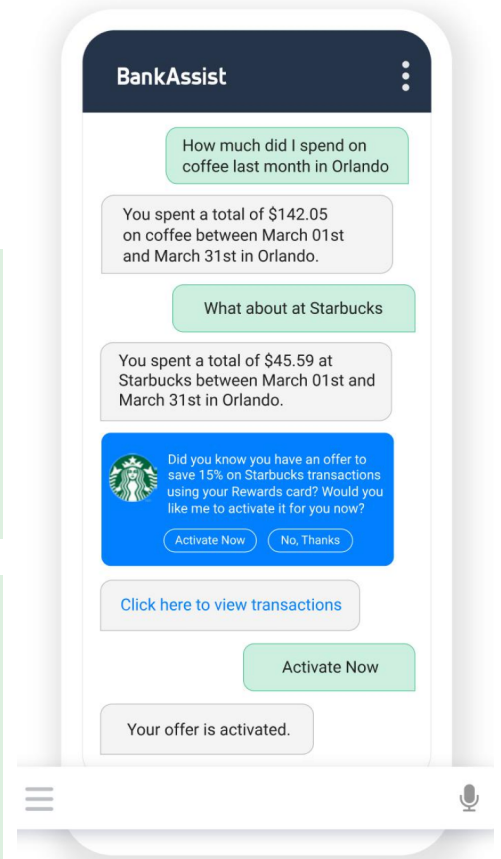 BankAssist
How much did I spend on
coffee last month in Orlando
You spent a total of $142.05
on coffee between March 01st
and March 31st in Orlando.
What about at Starbucks
You spent a total of $45.59 at
Starbucks between March 01st and
March 31st in Orlando.
Did you know you have an offer to
save 15% on Starbucks transactions
using your Rewards card? Would you
like me to activate it for you now?
Activate Now
No, Thanks
Click here to view transactions
Activate Now
Your offer is activated.